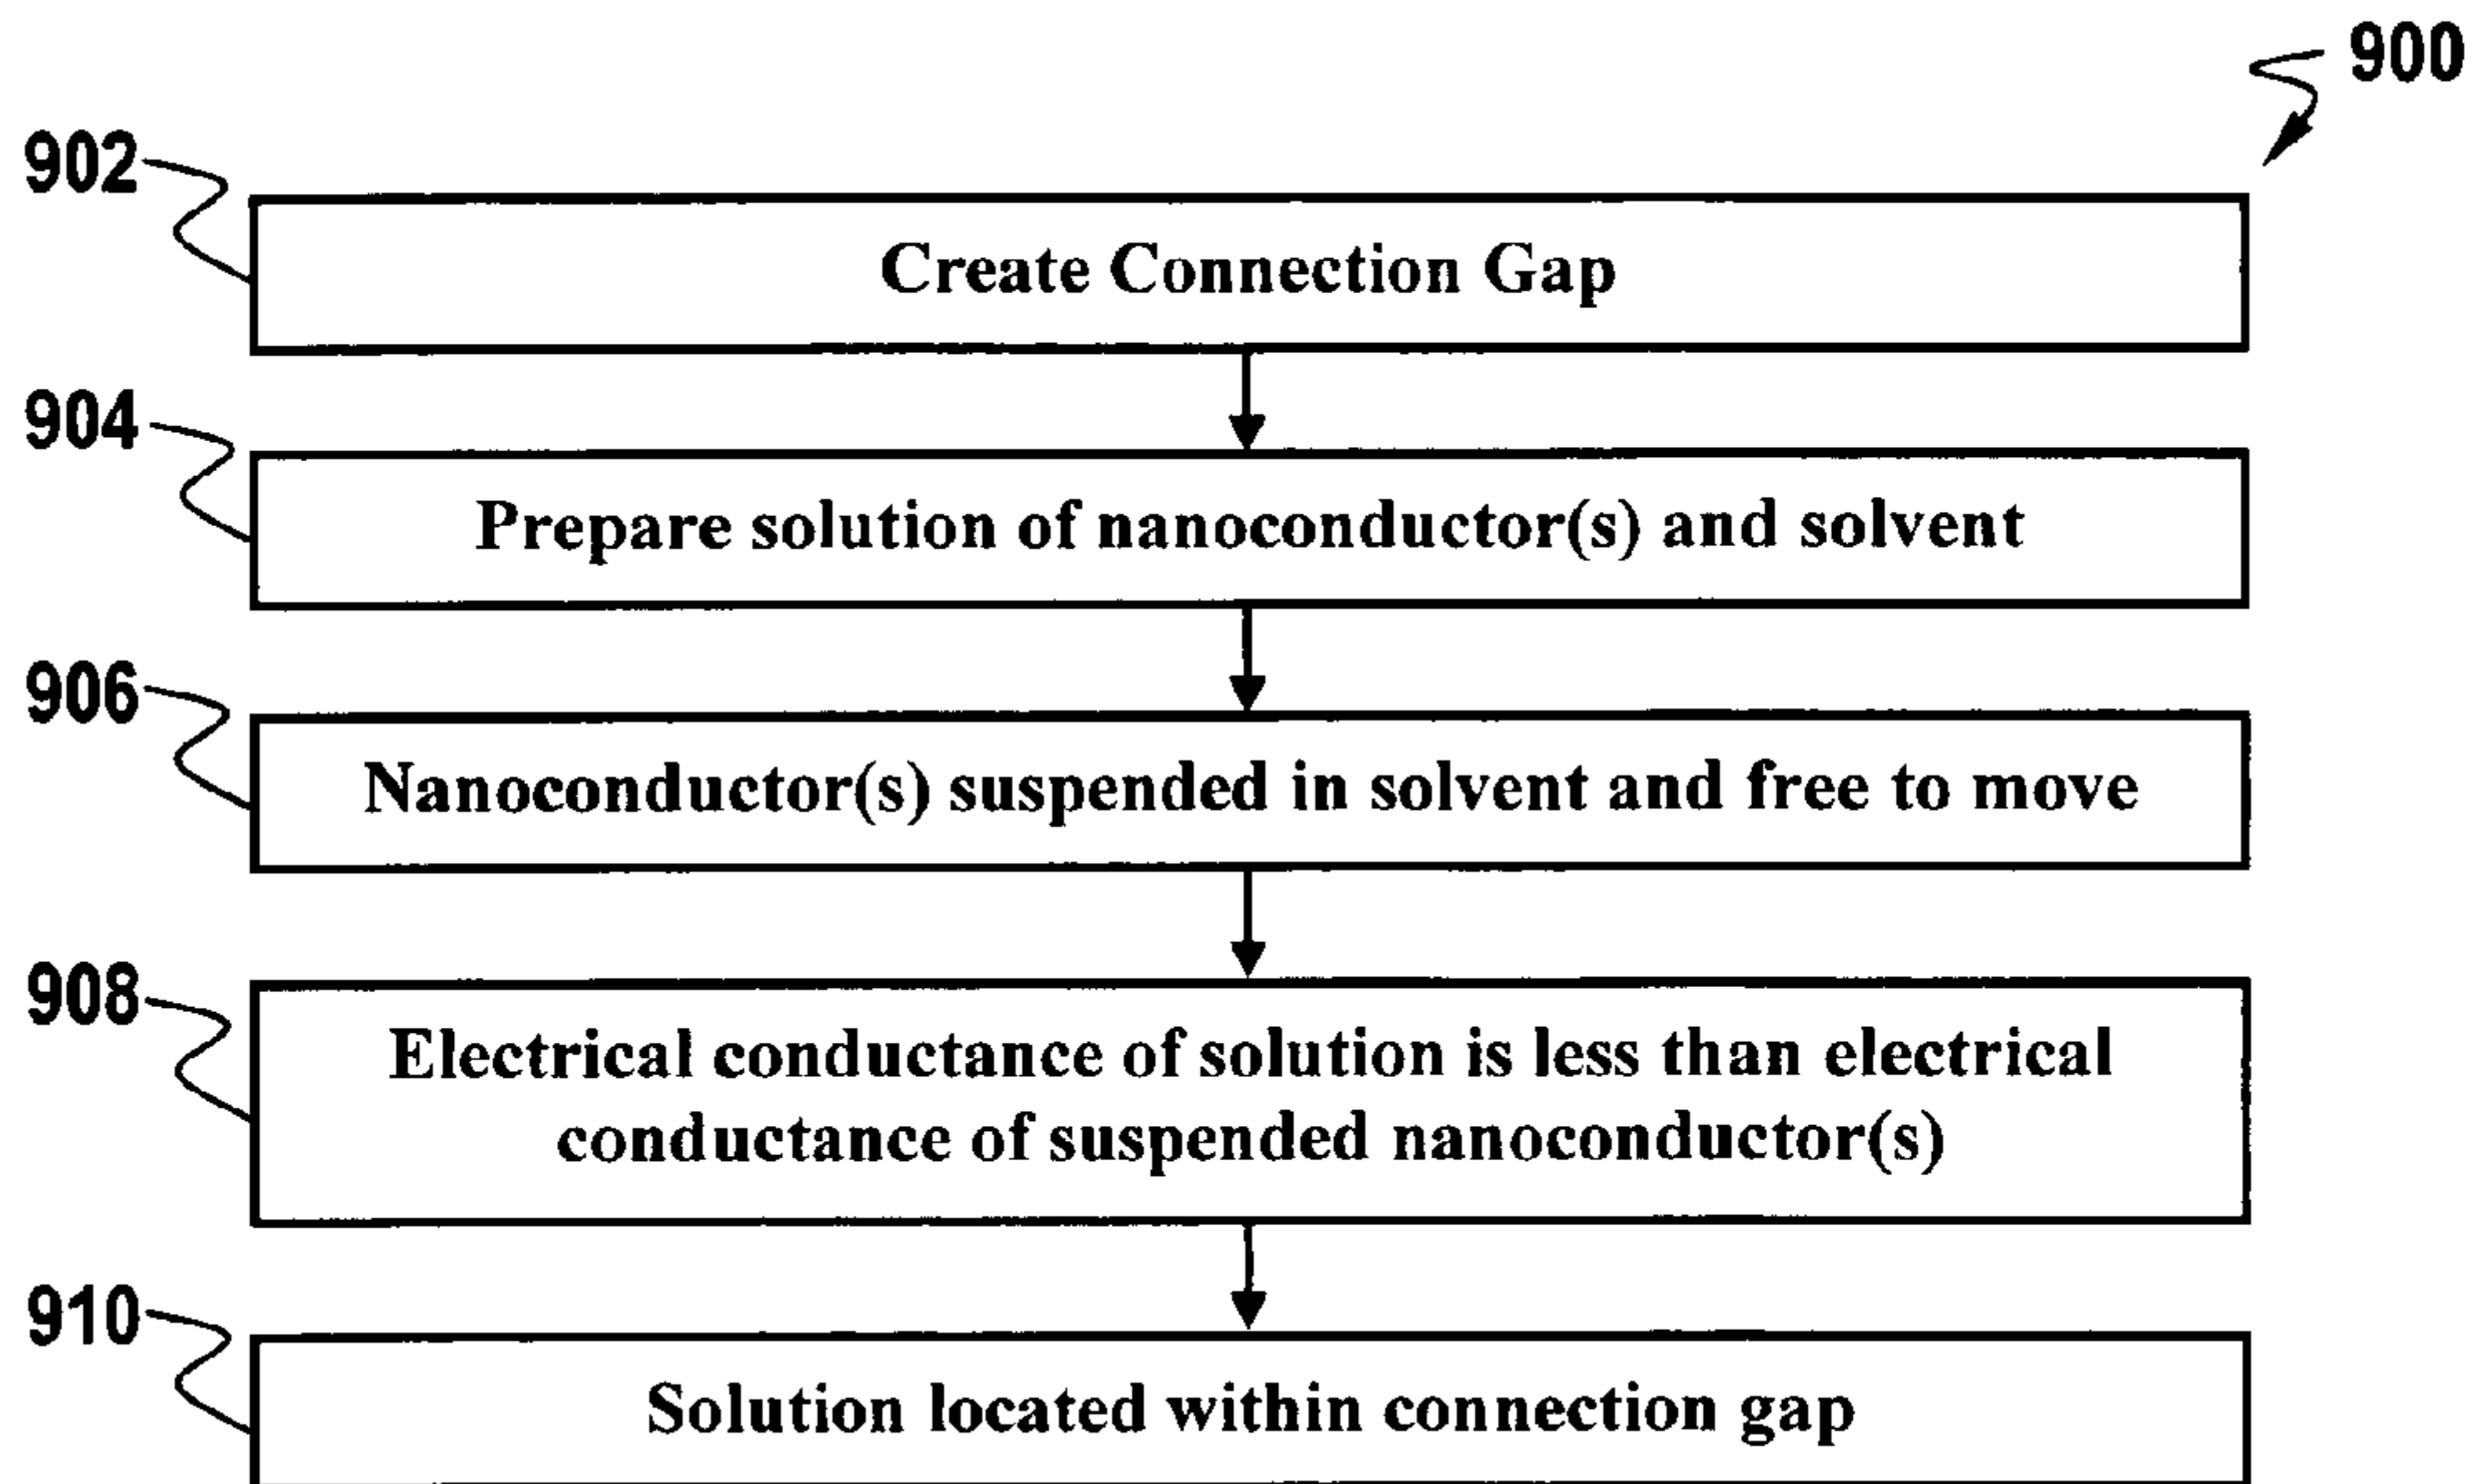 900
902
Create Connection Gap
904
Prepare solution of nanoconductor(s) and solvent
906
Nanoconductor(s) suspended in solvent and free to move
908
Electrical conductance of solution is less than electrical
conductance of suspended nanoconductor(s)
910
Solution located within connection gap